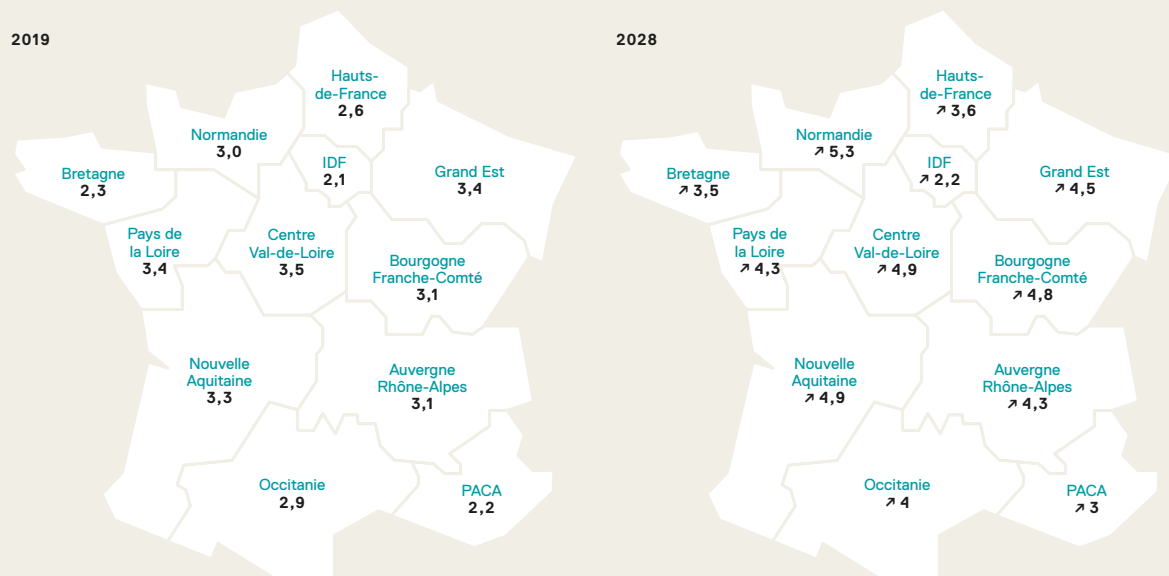 2019
Hauts-
de-France
2,6
Normandie
3,0
IDF
2,1
Bretagne
2,3
Grand Est
3,4
Pays de
la Loire
3,4
Centre
Val-de-Loire
3,5
Bourgogne
Franche-Comté
3,1
Nouvelle
Aquitaine
3,3
Auvergne
Rhône-Alpes
3,1
Occitanie
2,9
PACA
2,2
2028
Hauts-
de-France
↗ 3,6
Normandie
↗ 5,3
IDF
↗ 2,2
Bretagne
↗ 3,5
Grand Est
↗ 4,5
Pays de
la Loire
↗ 4,3
Centre
Val-de-Loire
↗ 4,9
Bourgogne
Franche-Comté
↗ 4,8
Nouvelle
Aquitaine
↗ 4,9
Auvergne
Rhône-Alpes
↗ 4,3
Occitanie
↗ 4
PACA
↗ 3